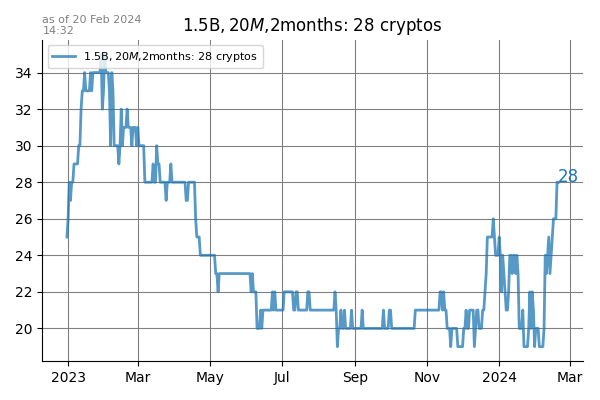 as of 20 Feb 2024
14:32
1.5B, 20M,2months: 28 cryptos
1.5B, 20M,2months: 28 cryptos
34
32
30
28
28
26
24
22
20
2023
Mar
May
Jul
Sep
Nov
2024
Mar